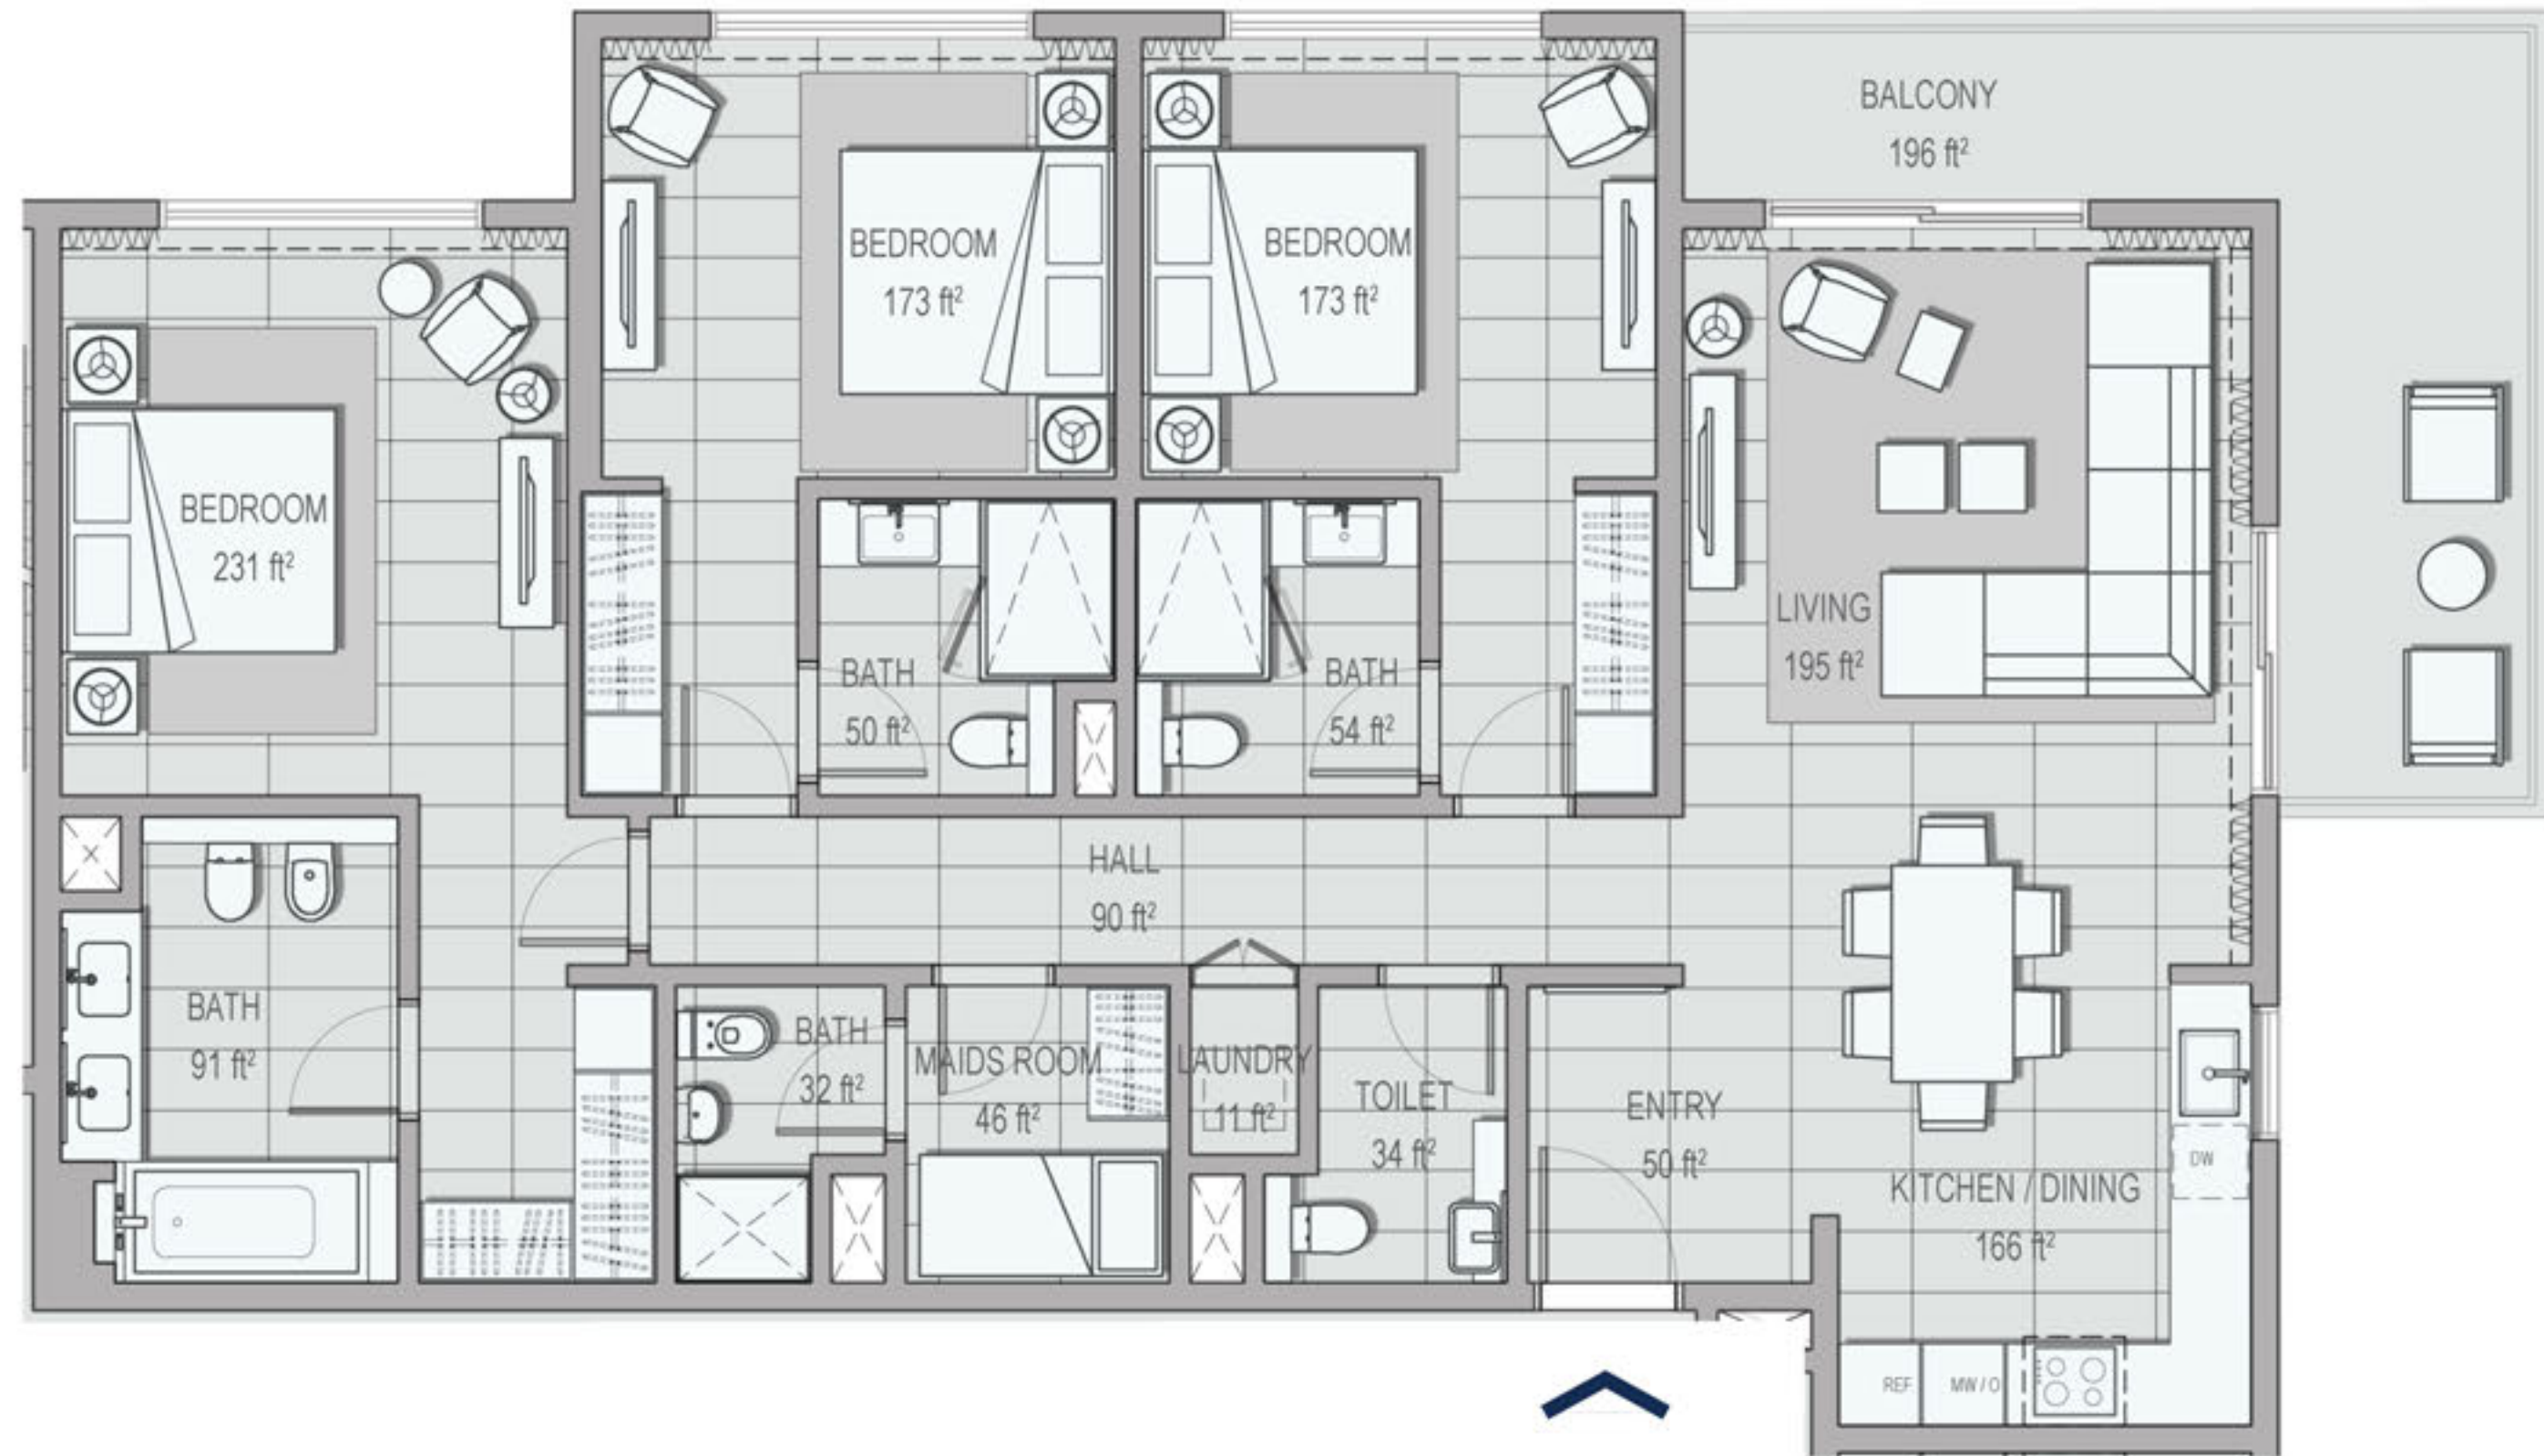 BALCONY
196 ft²
BEDROOM
173 ft²
BEDROOM
173 ft²
BEDROOM
231 ft²
LIVING
195 ft²
BATH
50 ft²
BATH
54 ft²
HALL
90 ft²
BATH
91 ft²
BATH
32 ft²
MAIDS ROOM
46 ft²
LAUNDRY
11 ft²
TOILET
34 ft²
ENTRY
50 ft²
DW
KITCHEN / DINING
166 ft²
REF
MW / O